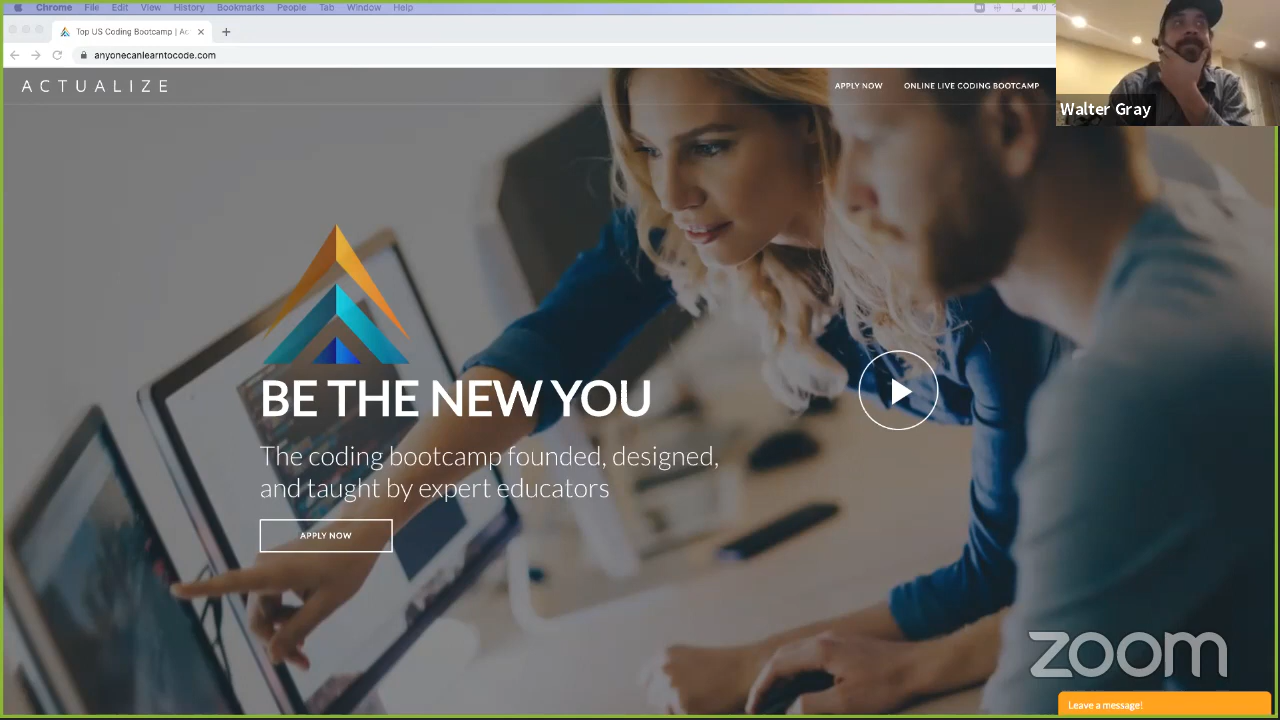 Chrome File Edit View History Bookmarks People Tab Window Help
Top US Coding Bootcamp | Ac
anyonecanlearntocode.com
ACTUALIZE
APPLY NOW
ONLINE LIVE CODING BOOTCAMP
Walter Gray
BE THE NEW YOU
The coding bootcamp founded, designed,
and taught by expert educators
APPLY NOW
zoom
Leave a message!